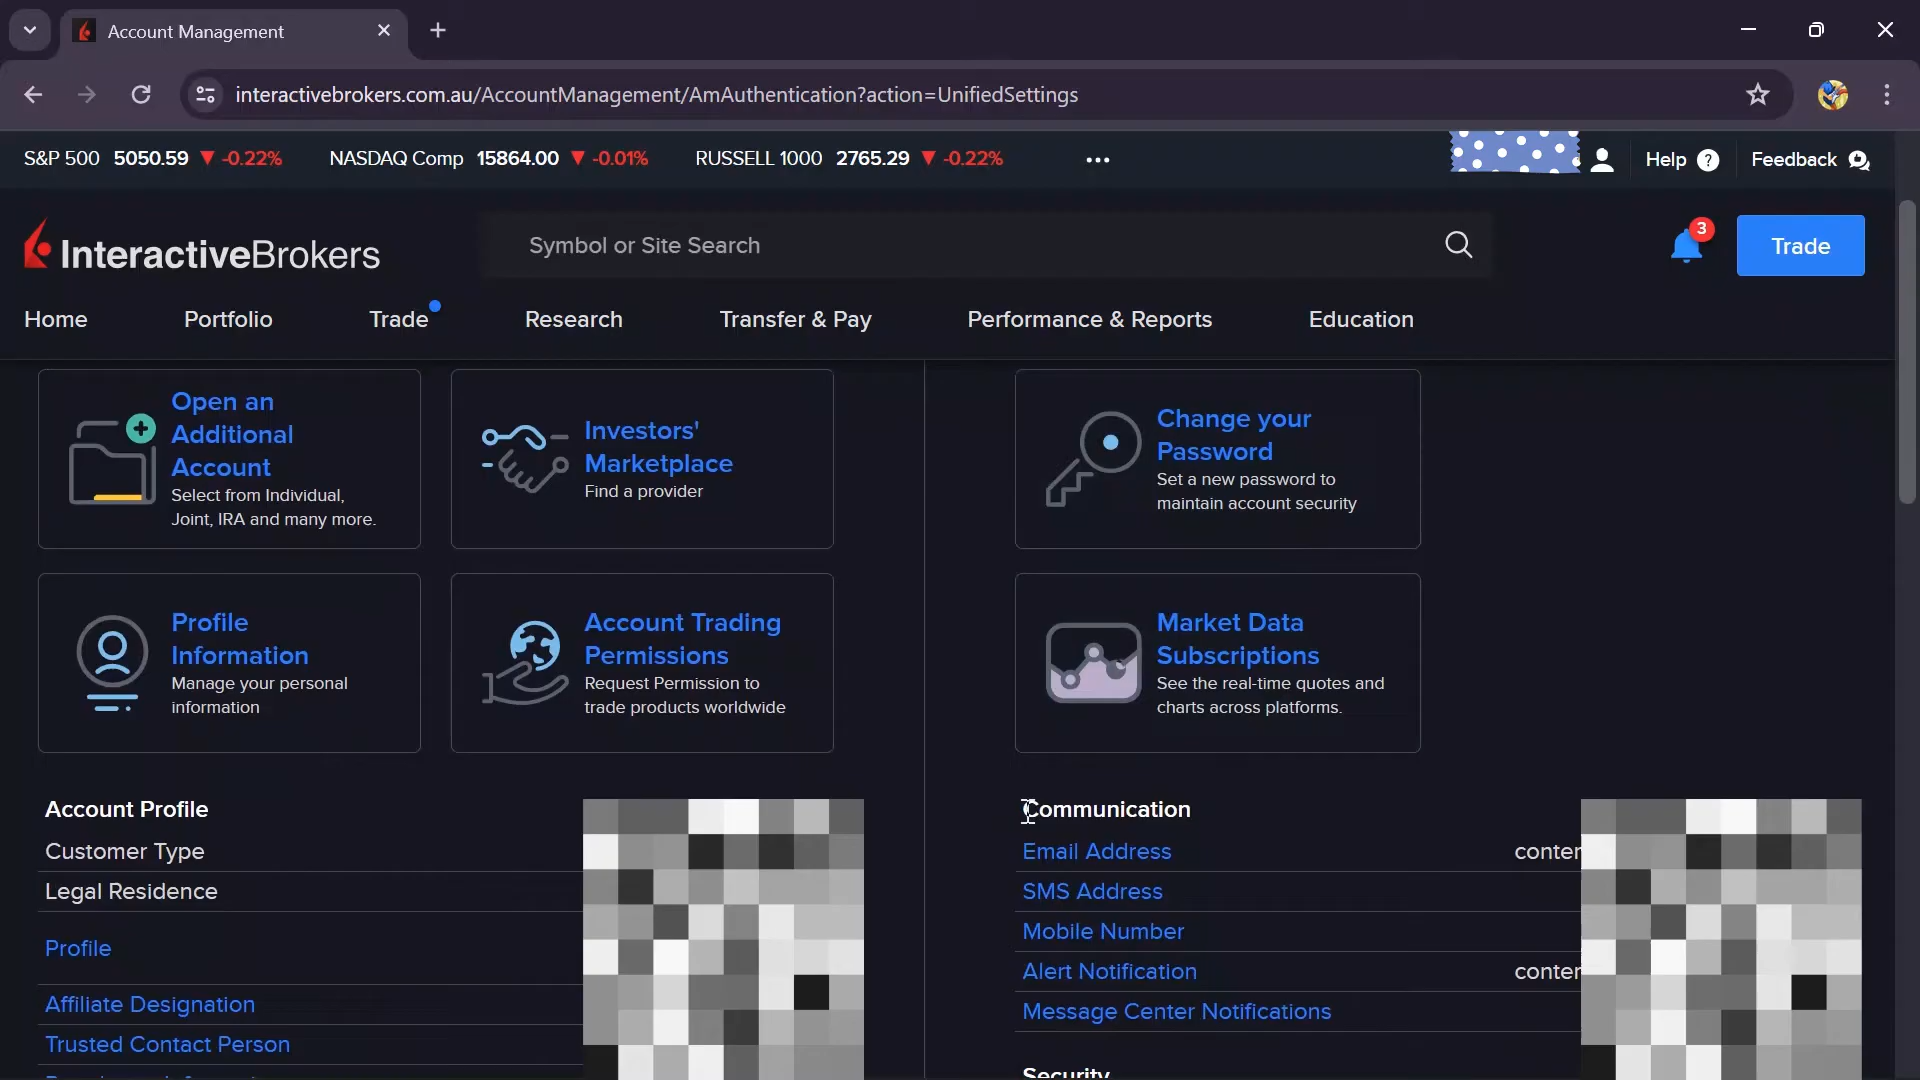 Account Management
interactivebrokers.com.au/AccountManagement/AmAuthentication?action=UnifiedSettings
S&P 500 5050.59 ▼ -0.22% NASDAQ Comp 15864.00 ▼ -0.01% RUSSELL 1000 2765.29 ▼ -0.22% ••• Help ? Feedback
InteractiveBrokers
Symbol or Site Search
3
Trade
Home Portfolio Trade Research Transfer & Pay Performance & Reports Education
Open an
Additional
Account
Select from Individual,
Joint, IRA and many more.
Investors'
Marketplace
Find a provider
Change your
Password
Set a new password to
maintain account security
Profile
Information
Manage your personal
information
Account Trading
Permissions
Request Permission to
trade products worldwide
Market Data
Subscriptions
See the real-time quotes and
charts across platforms.
Account Profile
Customer Type
Legal Residence
Profile
Affiliate Designation
Trusted Contact Person
Communication
Email Address conter
SMS Address
Mobile Number
Alert Notification conter
Message Center Notifications
Security